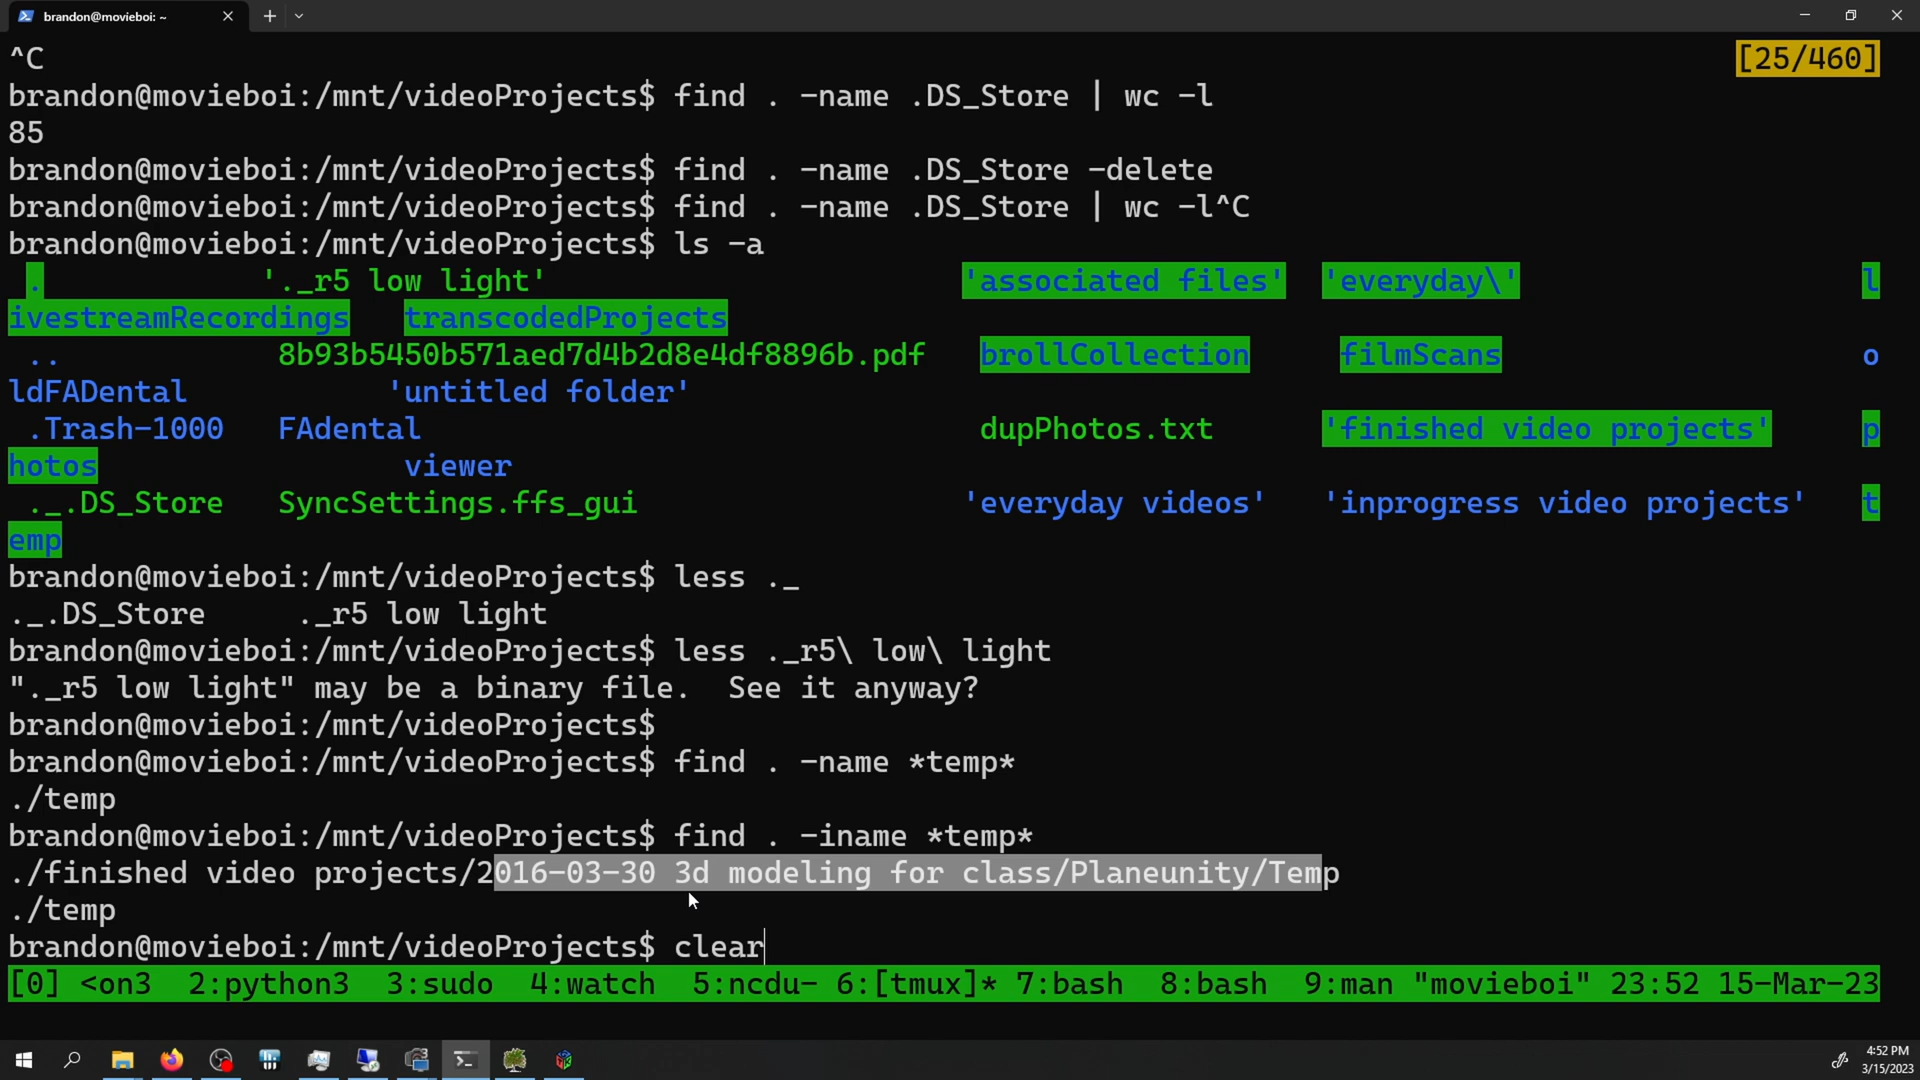 brandon@movieboi: ~
^C
[25/460]
brandon@movieboi:/mnt/videoProjects$ find . -name .DS_Store | wc -l
85
brandon@movieboi:/mnt/videoProjects$ find . -name .DS_Store -delete
brandon@movieboi:/mnt/videoProjects$ find . -name .DS_Store | wc -l^C
brandon@movieboi:/mnt/videoProjects$ ls -a
. '._r5 low light' 'associated files' 'everyday\' l
ivestreamRecordings transcodedProjects
.. 8b93b5450b571aed7d4b2d8e4df8896b.pdf brollCollection filmScans o
ldFADental 'untitled folder'
.Trash-1000 FAdental dupPhotos.txt 'finished video projects' p
hotos viewer
._.DS_Store SyncSettings.ffs_gui 'everyday videos' 'inprogress video projects' t
emp
brandon@movieboi:/mnt/videoProjects$ less ._
._.DS_Store ._r5 low light
brandon@movieboi:/mnt/videoProjects$ less ._r5\ low\ light
"._r5 low light" may be a binary file. See it anyway?
brandon@movieboi:/mnt/videoProjects$
brandon@movieboi:/mnt/videoProjects$ find . -name *temp*
./temp
brandon@movieboi:/mnt/videoProjects$ find . -iname *temp*
./finished video projects/2016-03-30 3d modeling for class/Planeunity/Temp
./temp
brandon@movieboi:/mnt/videoProjects$ clear
[0] <on3 2:python3 3:sudo 4:watch 5:ncdu- 6:[tmux]* 7:bash 8:bash 9:man "movieboi" 23:52 15-Mar-23
4:52 PM
3/15/2023